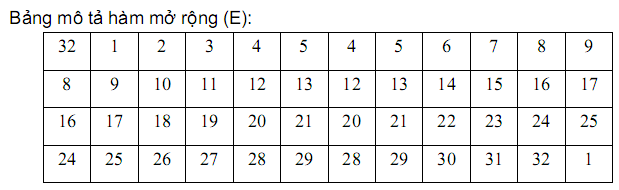 Bảng mô tả hàm mở rộng (E):
32 1 2 3 4 5 4 5 6 7 8 9
8 9 10 11 12 13 12 13 14 15 16 17
16 17 18 19 20 21 20 21 22 23 24 25
24 25 26 27 28 29 28 29 30 31 32 1